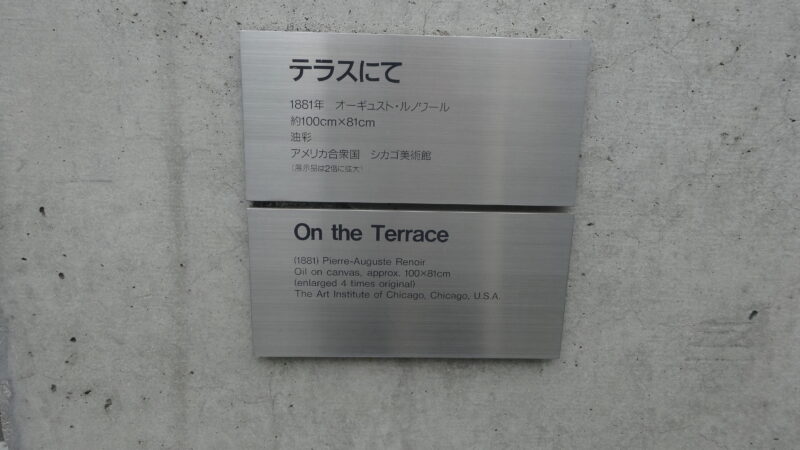 テラスにて
1881年　オーギュスト・ルノワール
約100cm×81cm
油彩
アメリカ合衆国　シカゴ美術館
（展示品は2倍に拡大）
On the Terrace
(1881) Pierre-Auguste Renoir
Oil on canvas, approx. 100×81cm
(enlarged 4 times original)
The Art Institute of Chicago, Chicago, U.S.A.